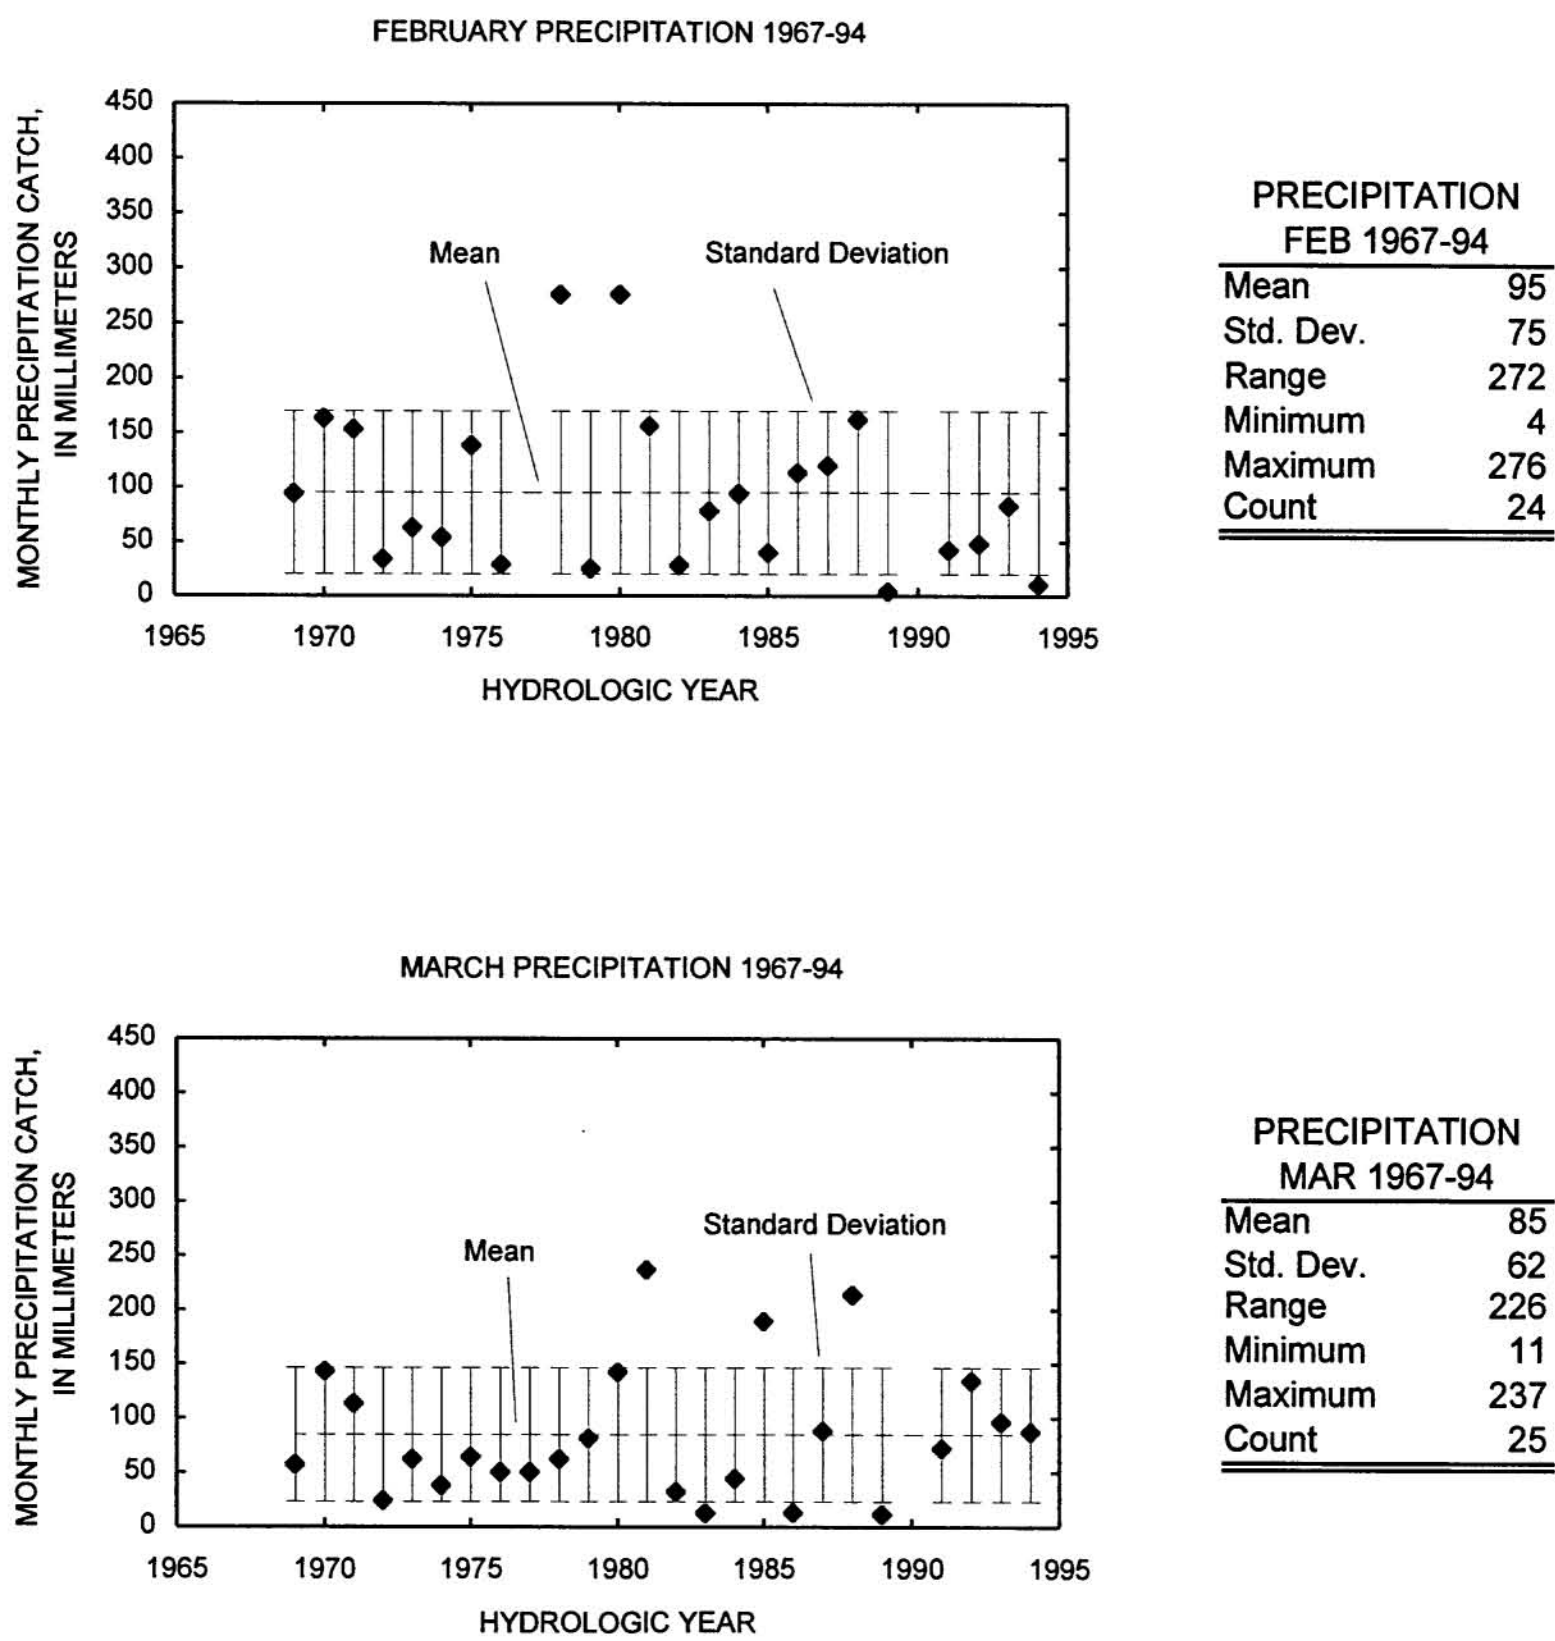 FEBRUARY PRECIPITATION 1967-94
MONTHLY PRECIPITATION CATCH,
IN MILLIMETERS
450
400
350
300
250
200
150
100
50
0
Mean
Standard Deviation
1965 1970 1975 1980 1985 1990 1995
HYDROLOGIC YEAR
PRECIPITATION
FEB 1967-94
Mean 95
Std. Dev. 75
Range 272
Minimum 4
Maximum 276
Count 24
MARCH PRECIPITATION 1967-94
MONTHLY PRECIPITATION CATCH,
IN MILLIMETERS
450
400
350
300
250
200
150
100
50
0
Mean
Standard Deviation
1965 1970 1975 1980 1985 1990 1995
HYDROLOGIC YEAR
PRECIPITATION
MAR 1967-94
Mean 85
Std. Dev. 62
Range 226
Minimum 11
Maximum 237
Count 25